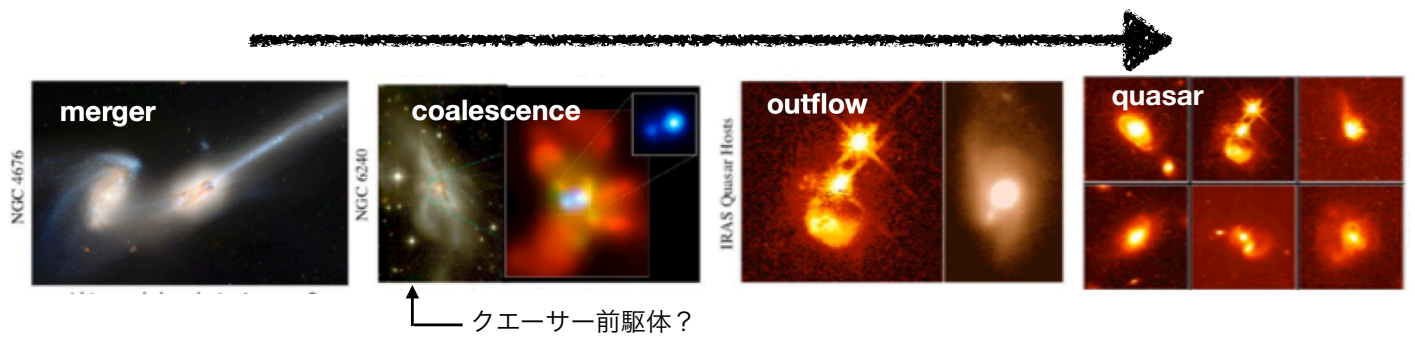 merger
coalescence
outflow
quasar
NGC 4676
NGC 6240
IRAS Quasar Hosts
クエーサー前駆体？